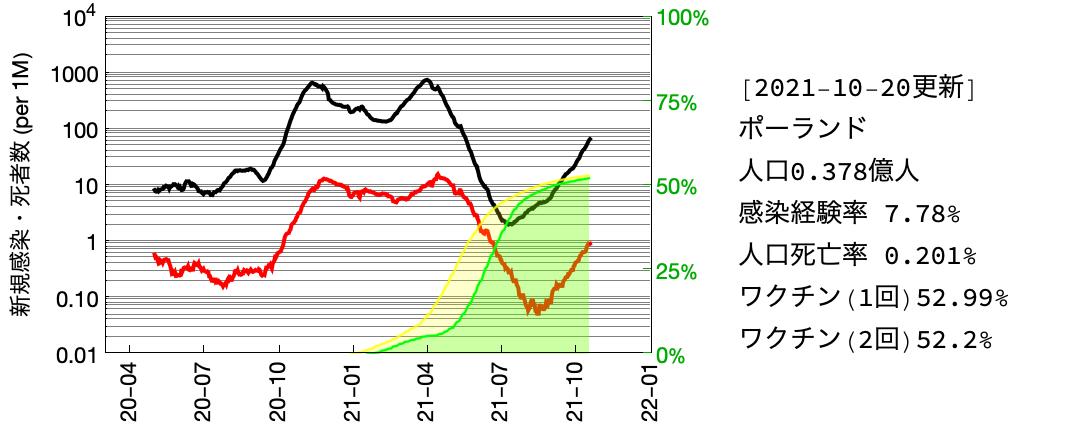 新規感染・死者数 (per 1M)
10^4
1000
100
10
1
0.10
0.01
100%
75%
50%
25%
0%
20-04
20-07
20-10
21-01
21-04
21-07
21-10
22-01
[2021-10-20更新]
ポーランド
人口0.378億人
感染経験率 7.78%
人口死亡率 0.201%
ワクチン(1回)52.99%
ワクチン(2回)52.2%